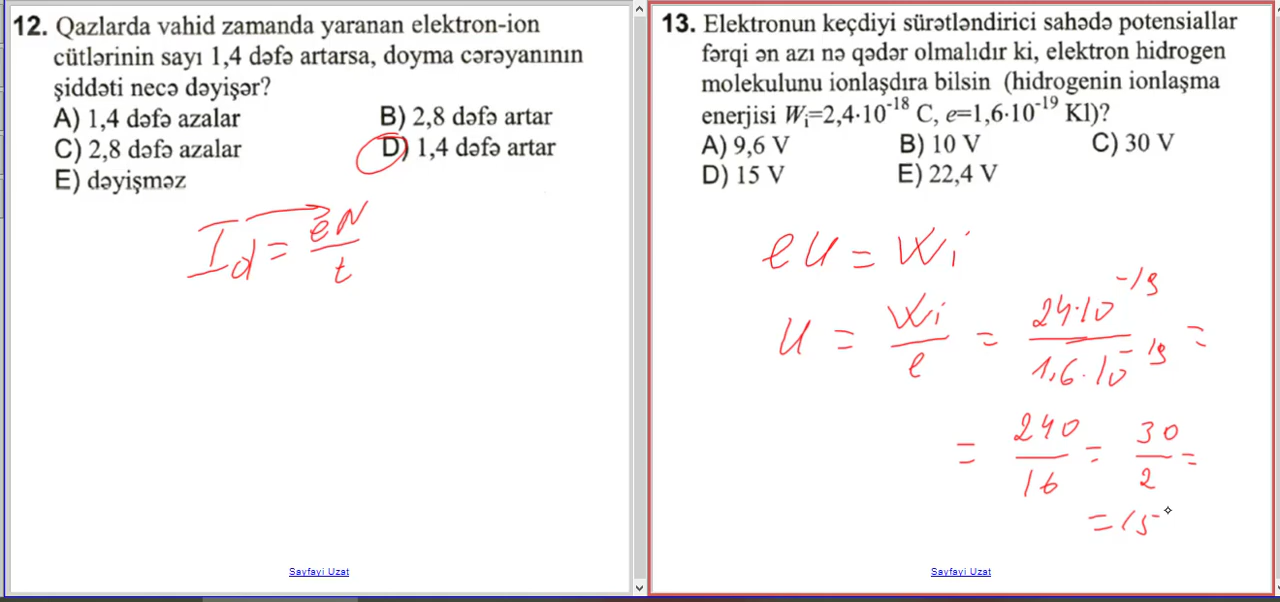 12. Qazlarda vahid zamanda yaranan elektron-ion
cütlərinin sayı 1,4 dəfə artarsa, doyma cərəyanının
şiddəti necə dəyişər?
A) 1,4 dəfə azalar B) 2,8 dəfə artar
C) 2,8 dəfə azalar D) 1,4 dəfə artar
E) dəyişməz
I_d = eN/t
Sayfayi Uzat
13. Elektronun keçdiyi sürətləndirici sahədə potensiallar
fərqi ən azı nə qədər olmalıdır ki, elektron hidrogen
molekulunu ionlaşdıra bilsin (hidrogenin ionlaşma
enerjisi Wi=2,4·10⁻¹⁸ C, e=1,6·10⁻¹⁹ Kl)?
A) 9,6 V B) 10 V C) 30 V
D) 15 V E) 22,4 V
eU = Wi
U = Wi/e = 24·10⁻¹⁹/1,6·10⁻¹⁹ =
= 240/16 = 30/2 =
= 15
Sayfayi Uzat